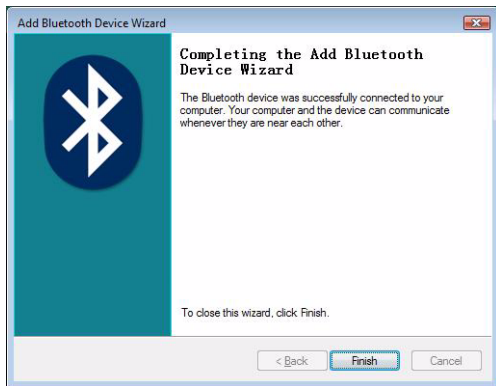 Add Bluetooth Device Wizard
Completing the Add Bluetooth
Device Wizard
The Bluetooth device was successfully connected to your
computer. Your computer and the device can communicate
whenever they are near each other.
To close this wizard, click Finish.
< Back
Finish
Cancel